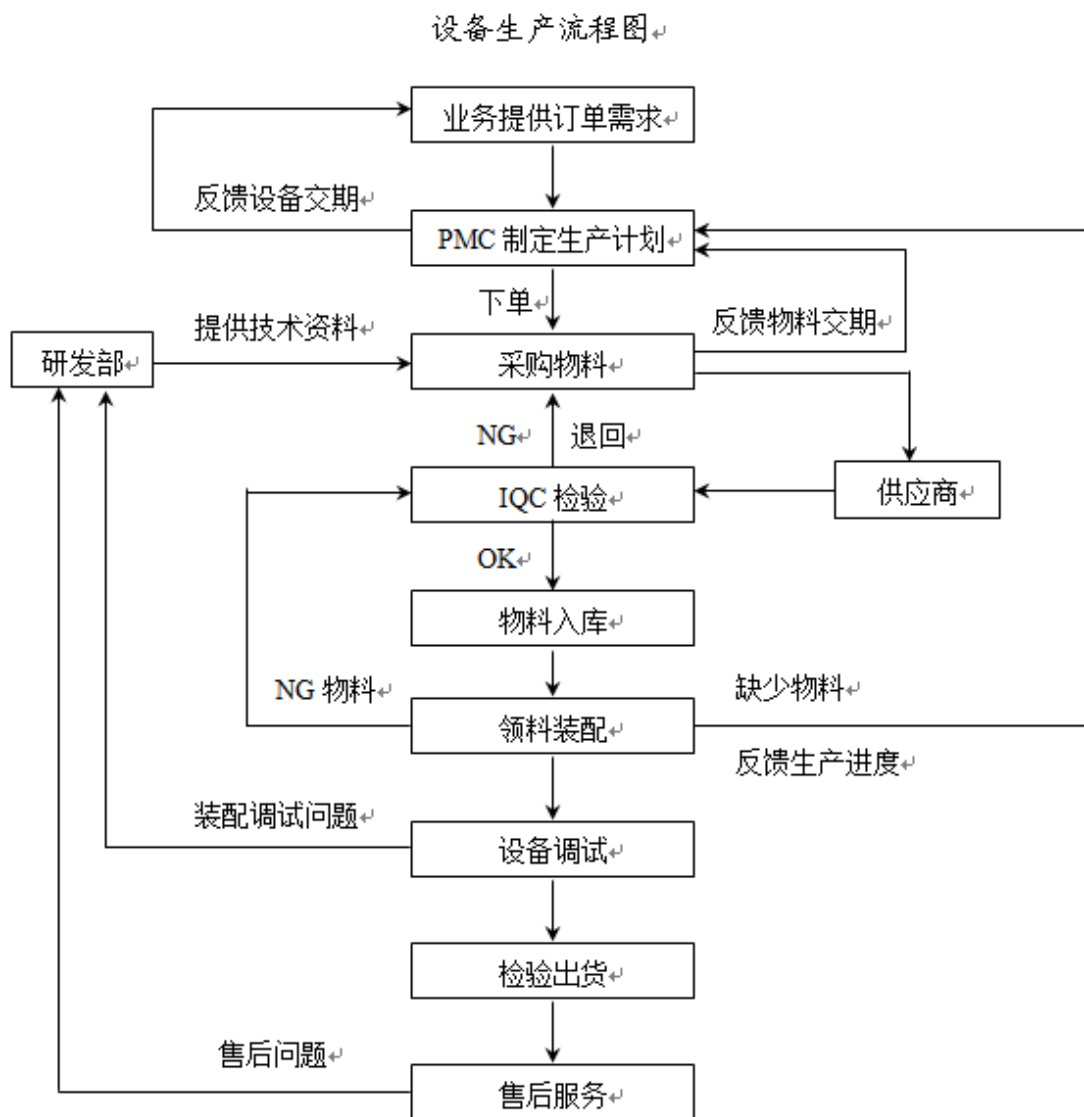 设备生产流程图
业务提供订单需求
反馈设备交期
PMC 制定生产计划
下单
提供技术资料
反馈物料交期
研发部
采购物料
NG 退回
IQC 检验
供应商
OK
物料入库
NG 物料
缺少物料
领料装配
反馈生产进度
装配调试问题
设备调试
检验出货
售后问题
售后服务